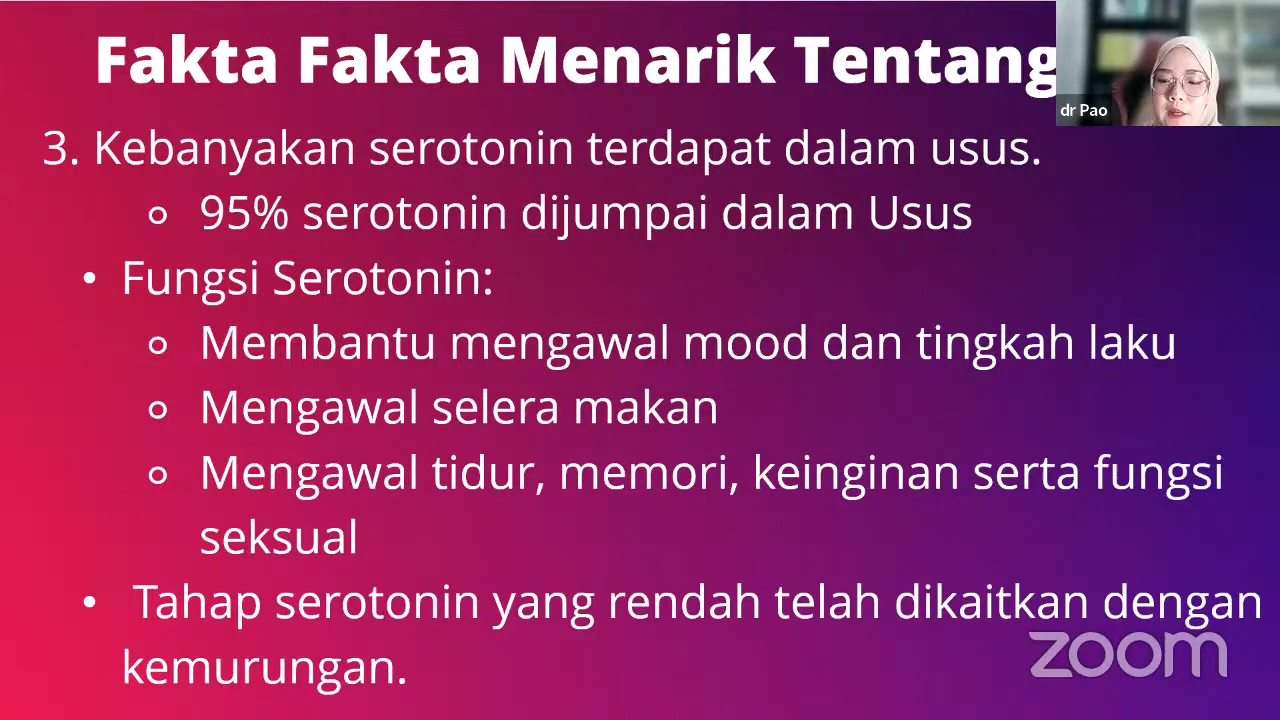 Fakta Fakta Menarik Tentang
dr Pao
3. Kebanyakan serotonin terdapat dalam usus.
95% serotonin dijumpai dalam Usus
• Fungsi Serotonin:
Membantu mengawal mood dan tingkah laku
Mengawal selera makan
Mengawal tidur, memori, keinginan serta fungsi
seksual
• Tahap serotonin yang rendah telah dikaitkan dengan
kemurungan.
zoom